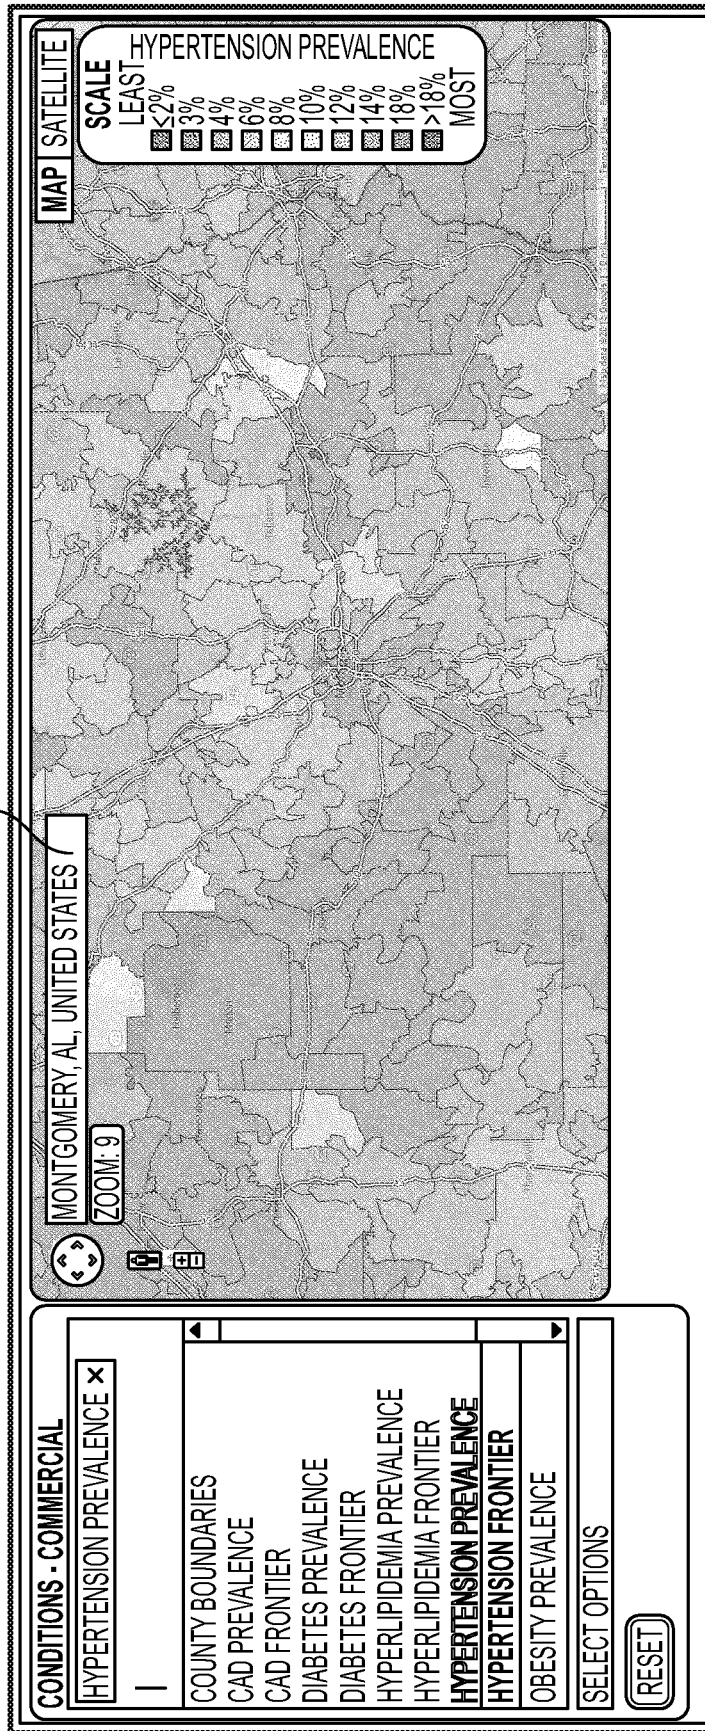 CONDITIONS - COMMERCIAL
HYPERTENSION PREVALENCE ×
COUNTY BOUNDARIES
CAD PREVALENCE
CAD FRONTIER
DIABETES PREVALENCE
DIABETES FRONTIER
HYPERLIPIDEMIA PREVALENCE
HYPERLIPIDEMIA FRONTIER
HYPERTENSION PREVALENCE
HYPERTENSION FRONTIER
OBESITY PREVALENCE
SELECT OPTIONS
RESET
MONTGOMERY, AL, UNITED STATES
ZOOM: 9
+
−
MAP SATELLITE
HYPERTENSION PREVALENCE
SCALE
LEAST
≤2%
3%
4%
6%
8%
10%
12%
14%
18%
>18%
MOST